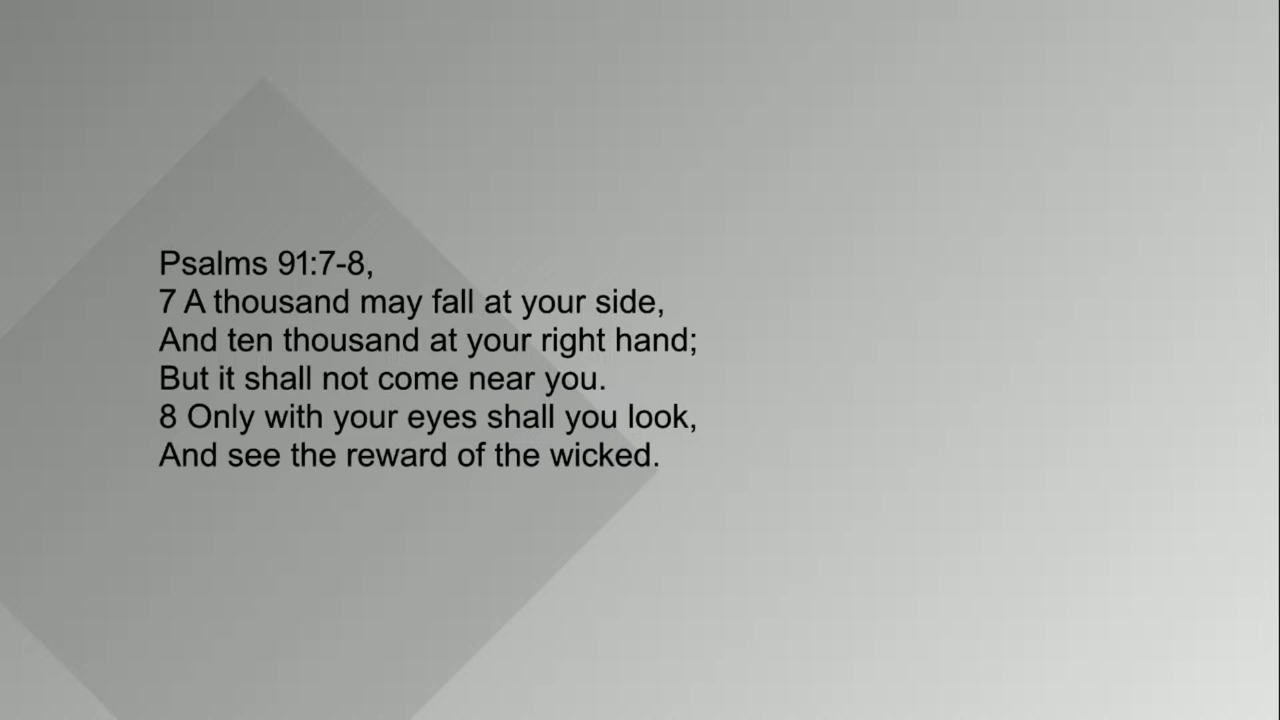 Psalms 91:7-8,
7 A thousand may fall at your side,
And ten thousand at your right hand;
But it shall not come near you.
8 Only with your eyes shall you look,
And see the reward of the wicked.